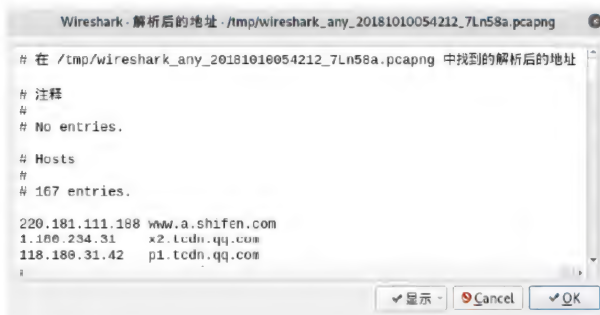 Wireshark · 解析后的地址 · /tmp/wireshark_any_20181010054212_7Ln58a.pcapng
# 在 /tmp/wireshark_any_20181010054212_7Ln58a.pcapng 中找到的解析后的地址
# 注释
#
# No entries.
# Hosts
#
# 167 entries.
220.181.111.188 www.a.shifen.com
1.180.234.31 x2.tcdn.qq.com
118.180.31.42 p1.tcdn.qq.com
显示 Cancel OK